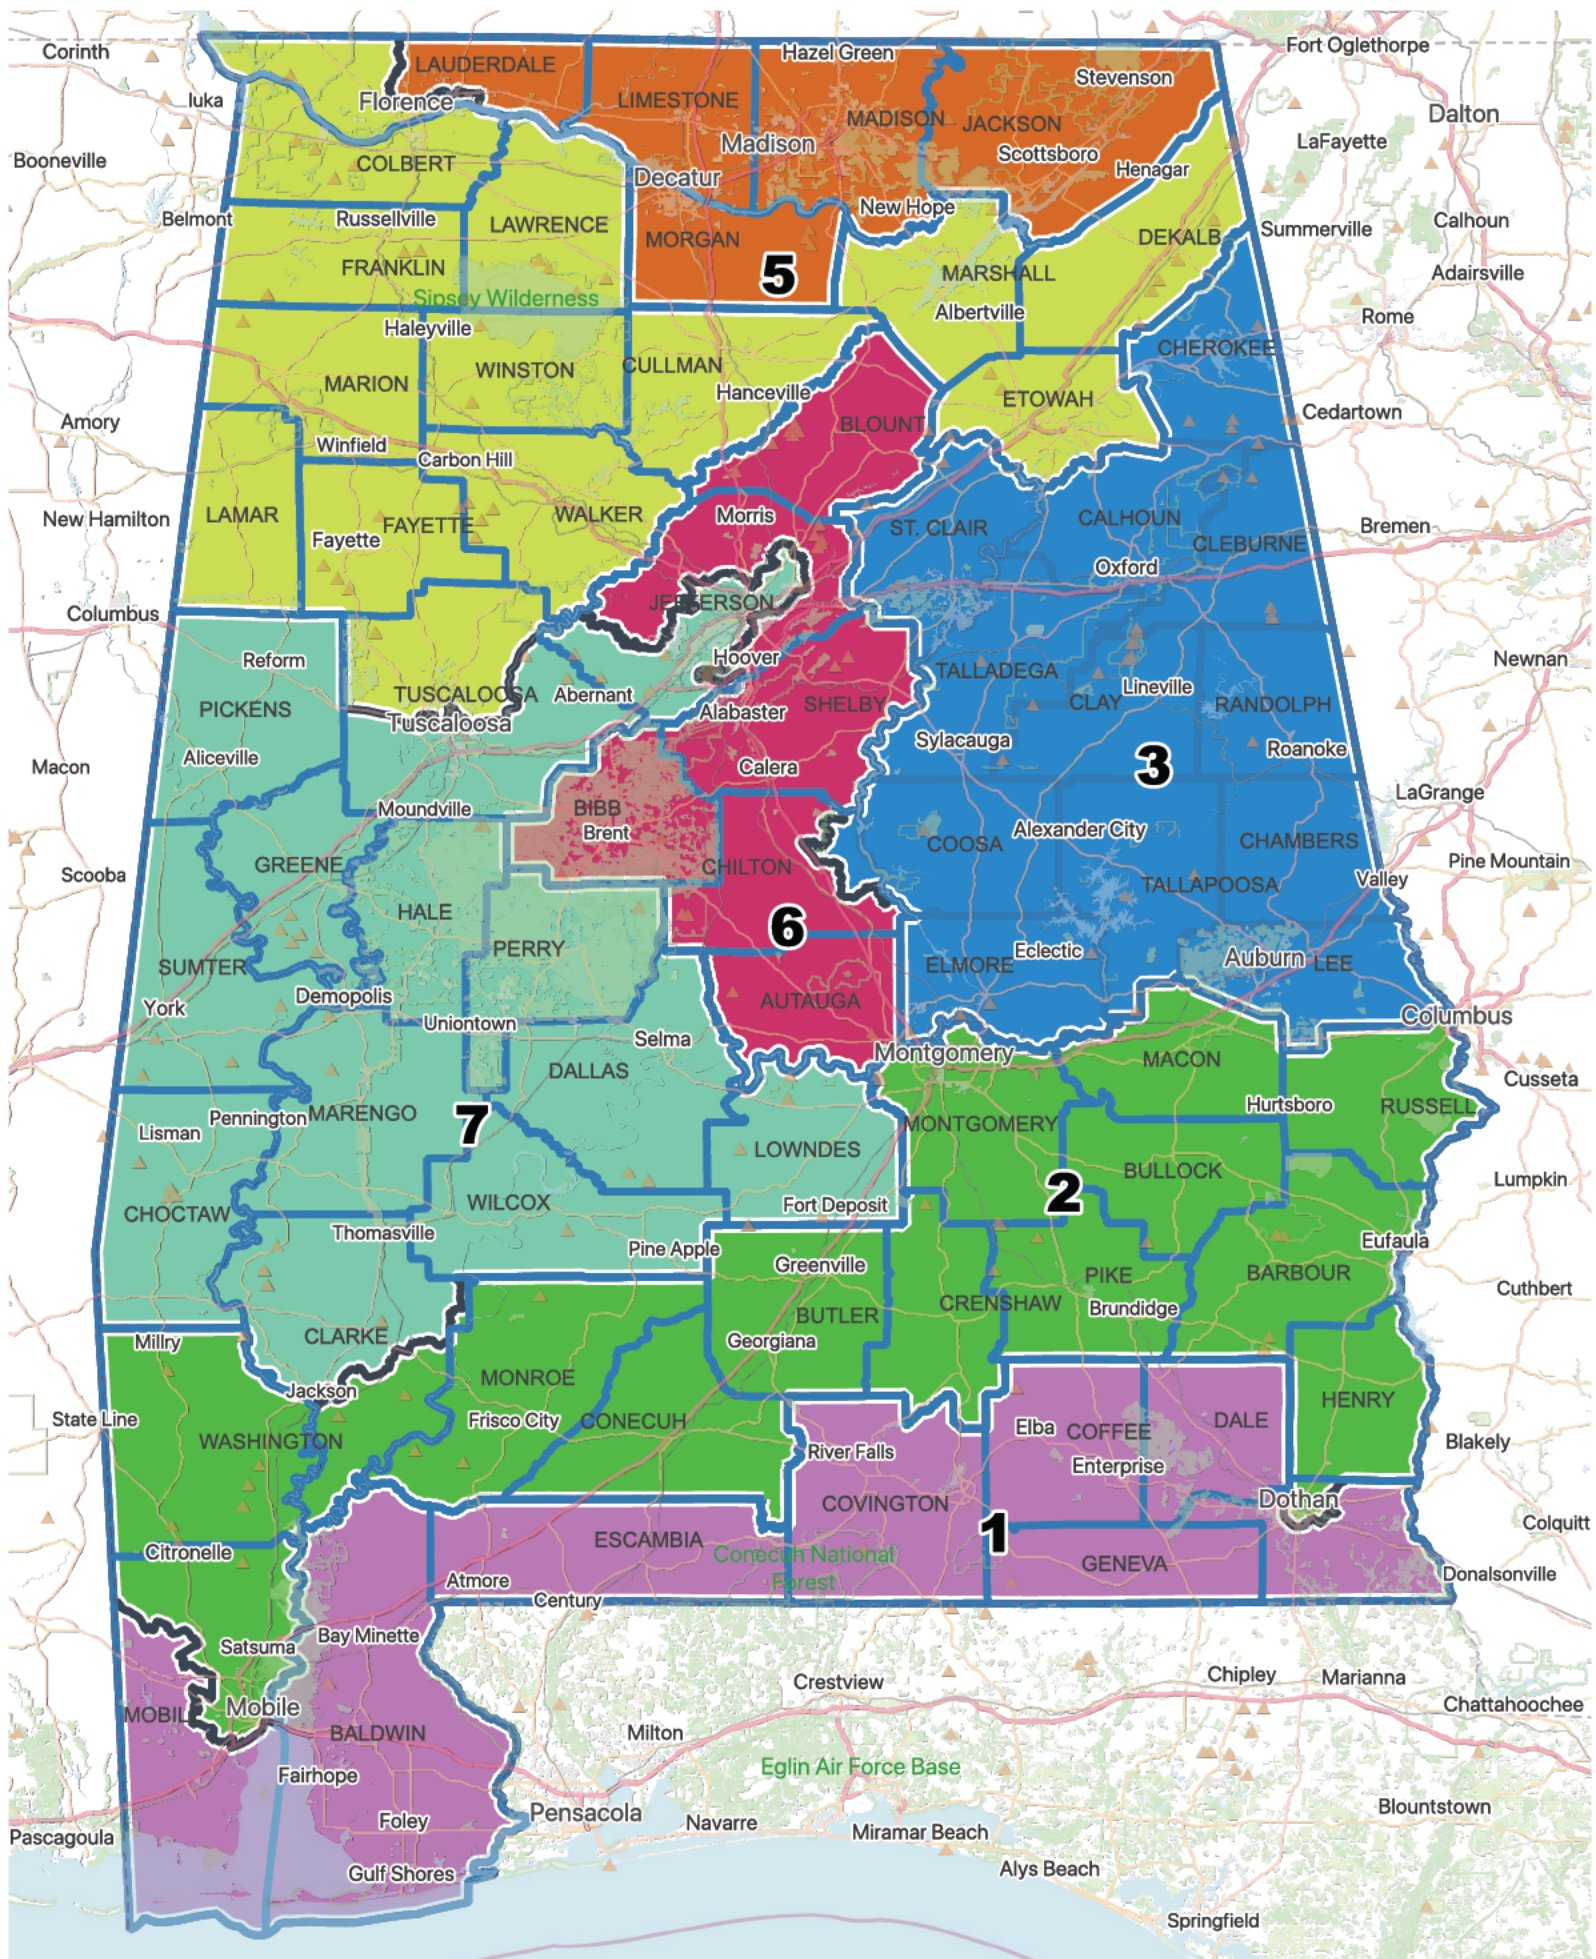 Corinth
Iuka
Booneville
Belmont
LAUDERDALE
Florence
Hazel Green
LIMESTONE
MADISON
Madison
JACKSON
Stevenson
Scottsboro
Henagar
Fort Oglethorpe
Dalton
LaFayette
COLBERT
Russellville
LAWRENCE
Decatur
New Hope
MORGAN
5
DEKALB
Summerville
Calhoun
Adairsville
FRANKLIN
Sipsey Wilderness
MARSHALL
Albertville
Rome
Haleyville
WINSTON
CULLMAN
CHEROKEE
MARION
Hanceville
ETOWAH
Cedartown
Amory
BLOUNT
Winfield
Carbon Hill
New Hamilton
LAMAR
FAYETTE
Fayette
WALKER
Morris
ST. CLAIR
CALHOUN
CLEBURNE
Bremen
Oxford
Columbus
JEFFERSON
Reform
Hoover
TALLADEGA
Newnan
TUSCALOOSA
Tuscaloosa
Abernant
PICKENS
Alabaster
SHELBY
CLAY
Lineville
RANDOLPH
Aliceville
Macon
Sylacauga
Calera
3
Roanoke
LaGrange
Moundville
BIBB
Brent
COOSA
Alexander City
CHAMBERS
GREENE
CHILTON
Scooba
TALLAPOOSA
Valley
Pine Mountain
HALE
6
PERRY
SUMTER
ELMORE
Eclectic
Auburn
LEE
Demopolis
AUTAUGA
York
Uniontown
Selma
Columbus
Montgomery
MACON
DALLAS
Cusseta
7
Pennington
MARENGO
Lisman
MONTGOMERY
Hurtsboro
RUSSELL
LOWNDES
BULLOCK
2
Lumpkin
WILCOX
Fort Deposit
CHOCTAW
Thomasville
Pine Apple
Greenville
Eufaula
PIKE
BARBOUR
Cuthbert
CRENSHAW
Brundidge
BUTLER
CLARKE
Millry
Georgiana
MONROE
Jackson
HENRY
State Line
Frisco City
CONECUH
Elba
COFFEE
DALE
WASHINGTON
River Falls
Blakely
Enterprise
COVINGTON
Dothan
1
ESCAMBIA
Colquitt
Citronelle
Conecuh National
Forest
GENEVA
Atmore
Donalsonville
Century
Satsuma
Bay Minette
Crestview
Chipley
Marianna
MOBIL
Mobile
BALDWIN
Milton
Chattahoochee
Eglin Air Force Base
Fairhope
Pensacola
Navarre
Foley
Blountstown
Pascagoula
Miramar Beach
Gulf Shores
Alys Beach
Springfield